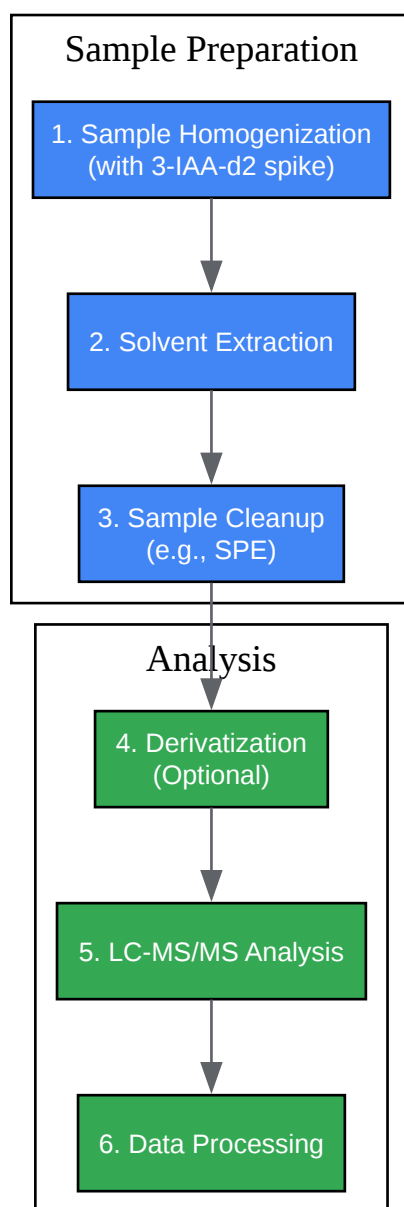 Sample Preparation
1. Sample Homogenization
(with 3-IAA-d2 spike)
2. Solvent Extraction
3. Sample Cleanup
(e.g., SPE)
Analysis
4. Derivatization
(Optional)
5. LC-MS/MS Analysis
6. Data Processing